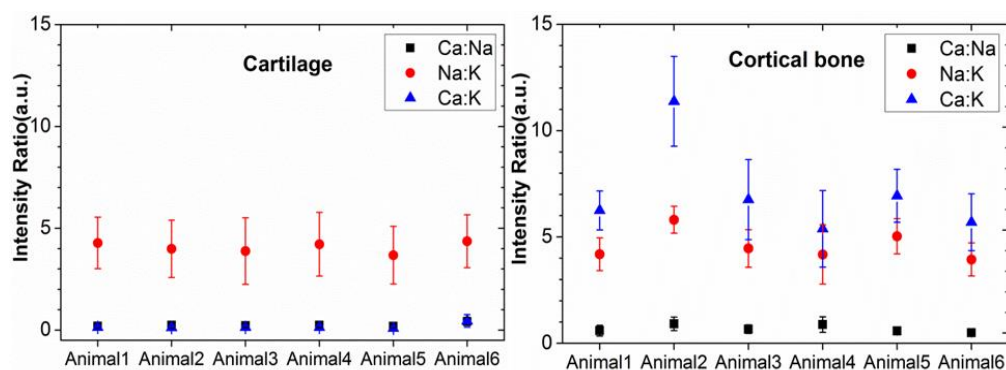 15
10
5
0
Intensity Ratio(a.u.)
Cartilage
Ca:Na
Na:K
Ca:K
Animal1 Animal2 Animal3 Animal4 Animal5 Animal6
15
10
5
0
Intensity Ratio(a.u.)
Cortical bone
Ca:Na
Na:K
Ca:K
Animal1 Animal2 Animal3 Animal4 Animal5 Animal6